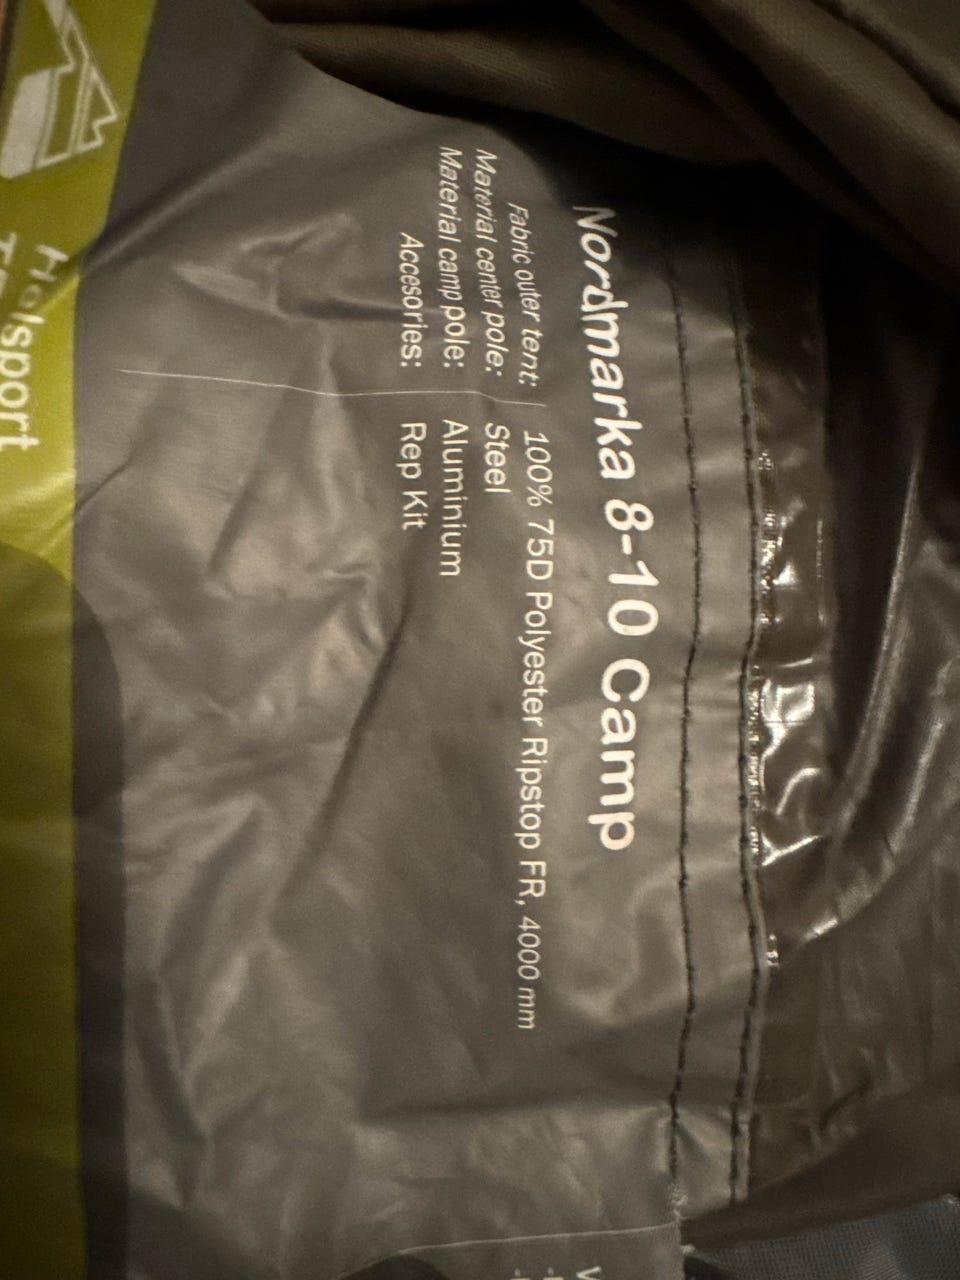 Nordmarka 8-10 Camp
Fabric outer tent: 100% 75D Polyester Ripstop FR, 4000 mm
Material center pole: Steel
Material camp pole: Aluminium
Accesories: Rep Kit
Helsport